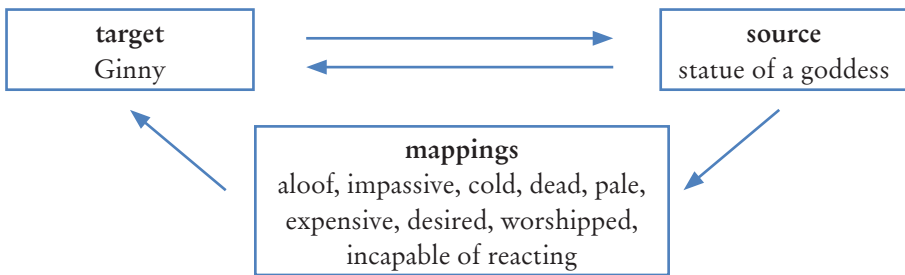 target
Ginny
source
statue of a goddess
mappings
aloof, impassive, cold, dead, pale,
expensive, desired, worshipped,
incapable of reacting